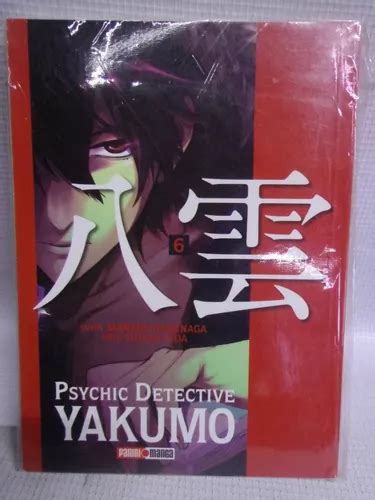 八雲
6
PSYCHIC DETECTIVE
YAKUMO
PANINI MANGA